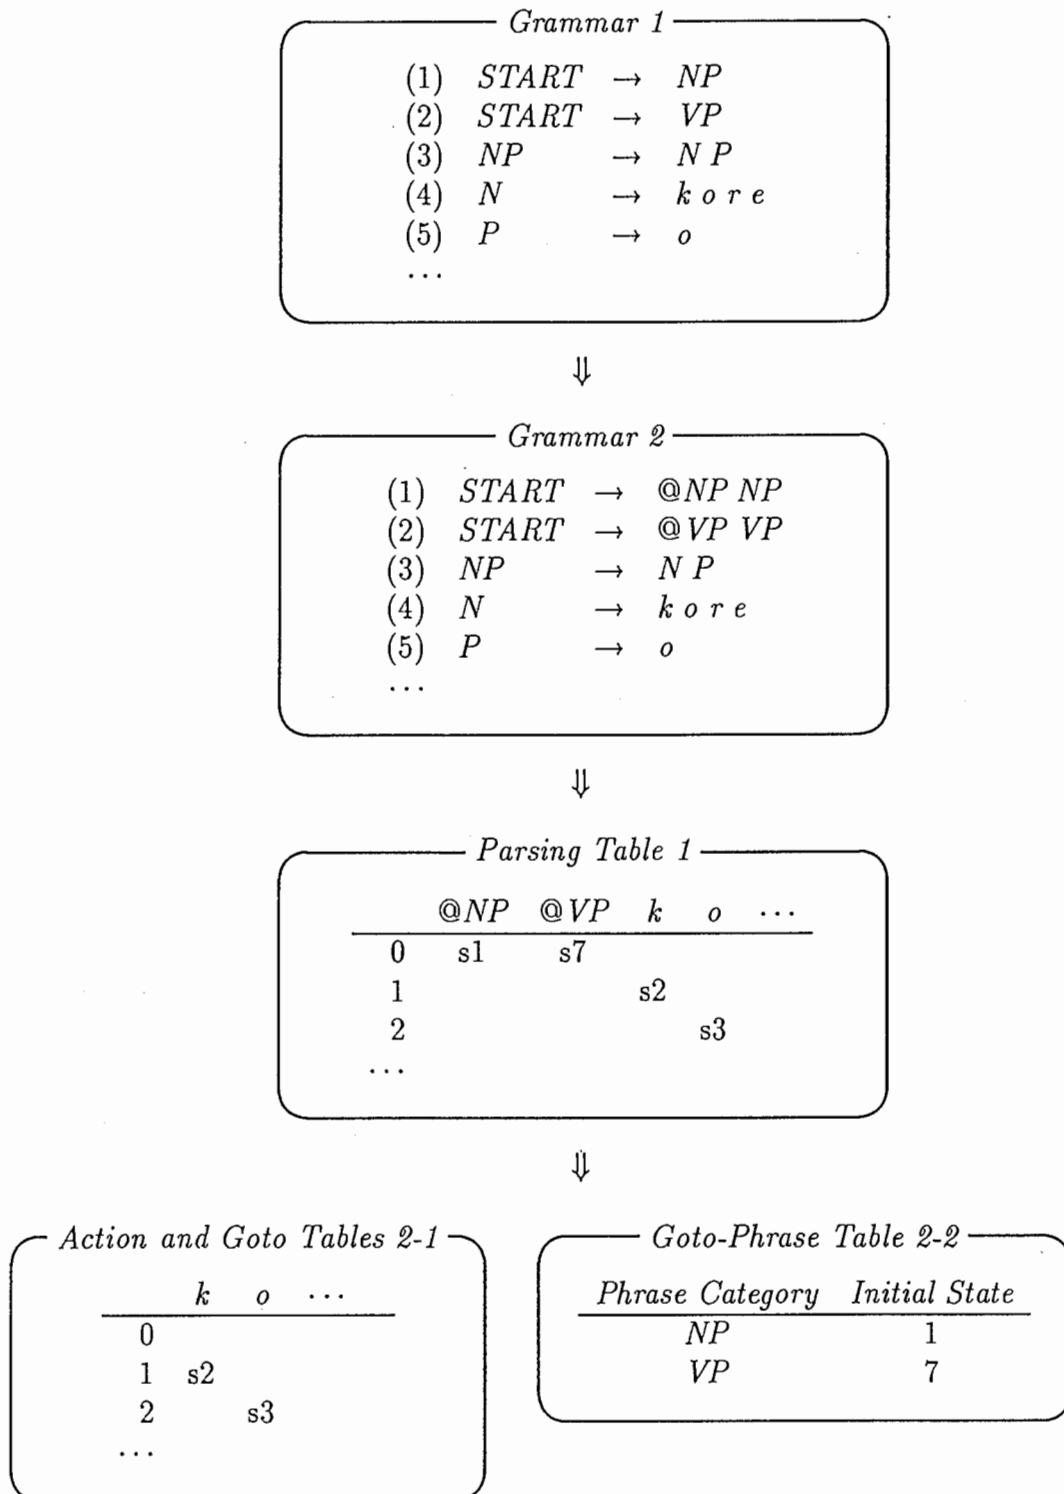 Grammar 1
(1) START → NP
(2) START → VP
(3) NP → N P
(4) N → k o r e
(5) P → o
...
⇓
Grammar 2
(1) START → @NP NP
(2) START → @VP VP
(3) NP → N P
(4) N → k o r e
(5) P → o
...
⇓
Parsing Table 1
@NP @VP k o ...
0 s1 s7
1 s2
2 s3
...
⇓
Action and Goto Tables 2-1
k o ...
0
1 s2
2 s3
...
Goto-Phrase Table 2-2
Phrase Category Initial State
NP 1
VP 7